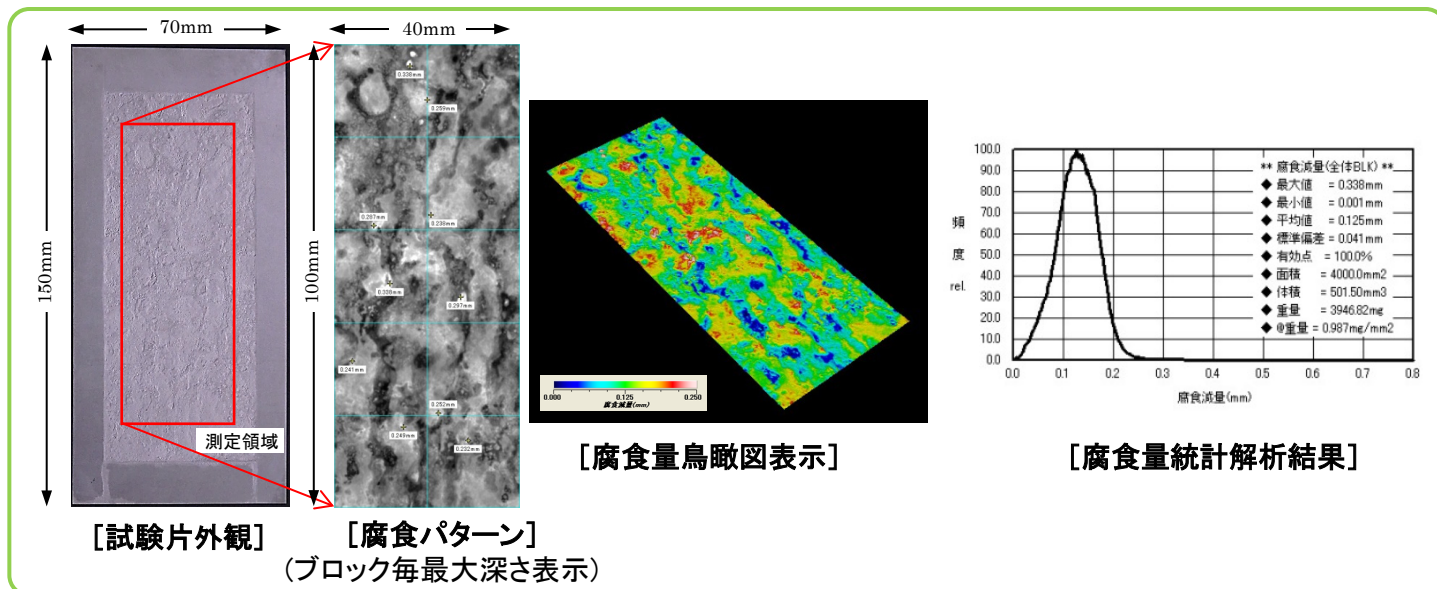 70mm
150mm
測定領域
[試験片外観]
40mm
100mm
0.338mm
0.259mm
0.287mm
0.238mm
0.338mm
0.287mm
0.241mm
0.252mm
0.249mm
0.232mm
[腐食パターン]
(ブロック毎最大深さ表示)
0.000
0.125
0.250
腐食減量(mm)
[腐食量鳥瞰図表示]
頻度
rel.
100.0
90.0
80.0
70.0
60.0
50.0
40.0
30.0
20.0
10.0
0.0
0.0 0.1 0.2 0.3 0.4 0.5 0.6 0.7 0.8
腐食減量(mm)
** 腐食減量(全体BLK) **
◆ 最大値 = 0.338mm
◆ 最小値 = 0.001mm
◆ 平均値 = 0.125mm
◆ 標準偏差 = 0.041mm
◆ 有効点 = 100.0%
◆ 面積 = 4000.0mm2
◆ 体積 = 501.50mm3
◆ 重量 = 3946.82mg
◆ @重量 = 0.987mg/mm2
[腐食量統計解析結果]